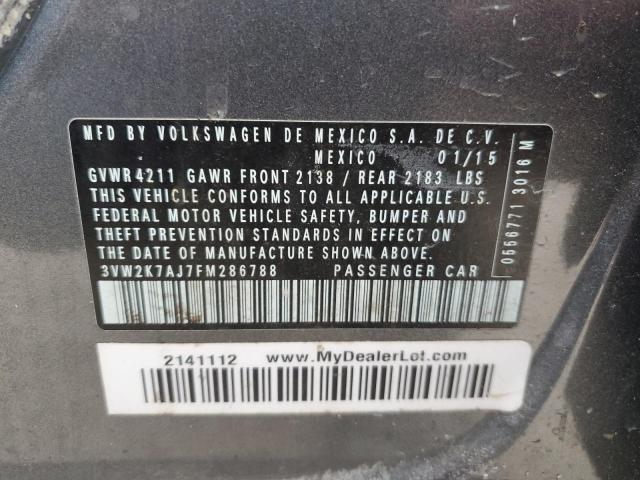 MFD BY VOLKSWAGEN DE MEXICO S.A. DE C.V.
MEXICO 01/15
GVWR 4211 GAWR FRONT 2138 / REAR 2183 LBS
THIS VEHICLE CONFORMS TO ALL APPLICABLE U.S.
FEDERAL MOTOR VEHICLE SAFETY, BUMPER AND
THEFT PREVENTION STANDARDS IN EFFECT ON
THE DATE OF MANUFACTURE SHOWN ABOVE.
3VW2K7AJ7FM286788 PASSENGER CAR
0556771 3016 M
2141112 www.MyDealerLot.com